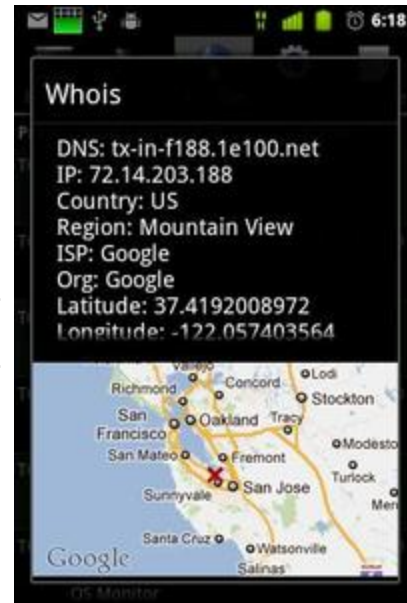 6:18
Whois
DNS: tx-in-f188.1e100.net
IP: 72.14.203.188
Country: US
Region: Mountain View
ISP: Google
Org: Google
Latitude: 37.4192008972
Longitude: -122.057403564
Vallejo
Richmond
Concord
Lodi
Stockton
San Francisco
Oakland
Tracy
San Mateo
Fremont
Modesto
Turlock
Sunnyvale
San Jose
Mer
Santa Cruz
Watsonville
Google
Salinas
OS Monitor